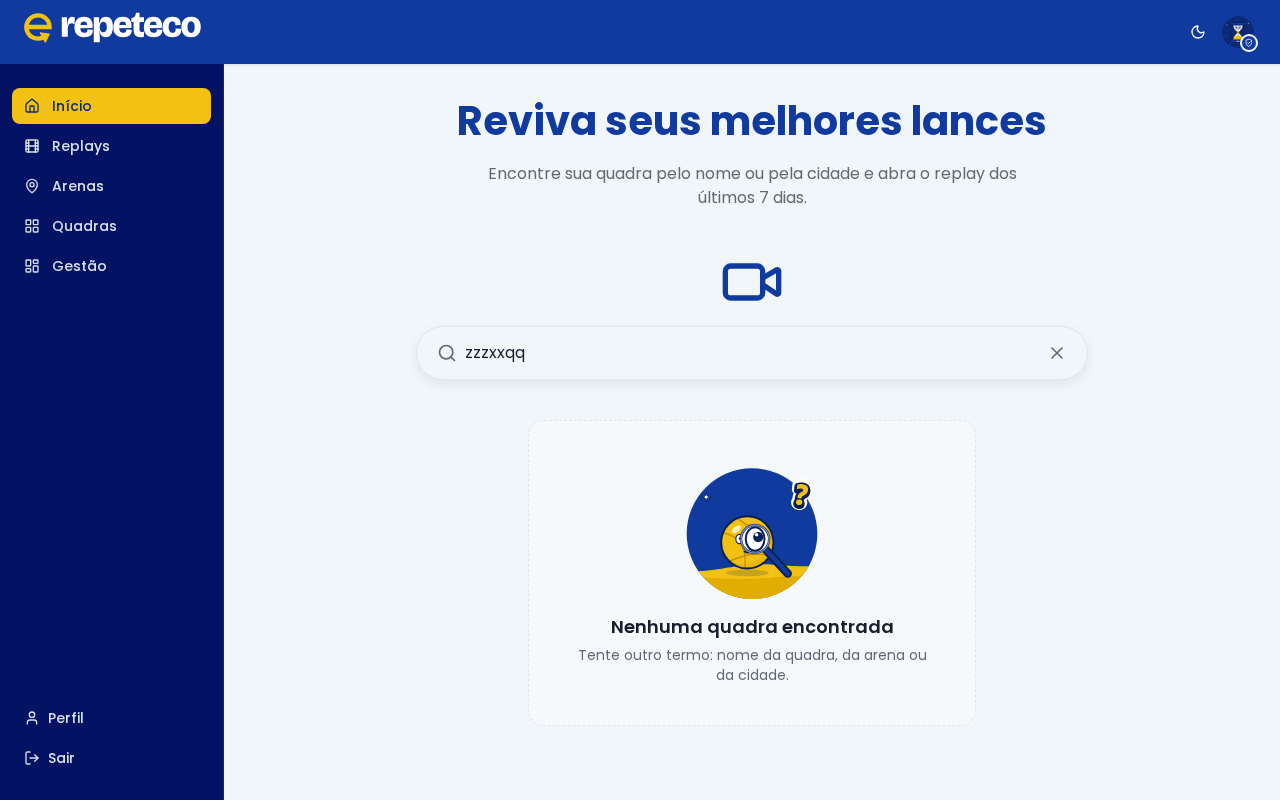 repeteco
Início
Replays
Arenas
Quadras
Gestão
Perfil
Sair
Reviva seus melhores lances
Encontre sua quadra pelo nome ou pela cidade e abra o replay dos
últimos 7 dias.
zzzxxqq
?
Nenhuma quadra encontrada
Tente outro termo: nome da quadra, da arena ou
da cidade.